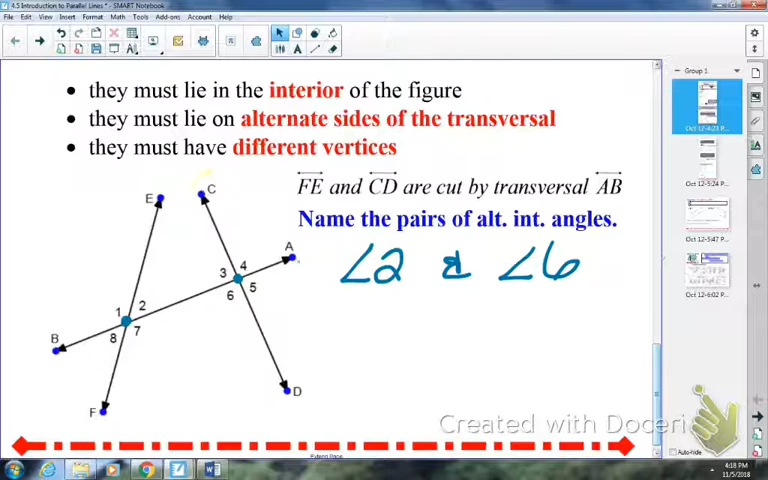 4.5 Introduction to Parallel Lines * - SMART Notebook
File Edit View Insert Format Math Tools Add-ons Account Help
• they must lie in the interior of the figure
• they must lie on alternate sides of the transversal
• they must have different vertices
FE and CD are cut by transversal AB
Name the pairs of alt. int. angles.
∠2 & ∠6
E
C
A
3 4
6 5
1 2
8 7
B
D
F
Created with Doceri
Extend Page
Group 1
Oct 12-4:23 PM
Oct 12-5:24 PM
Oct 12-5:47 PM
Oct 12-6:02 PM
Auto-hide
4:18 PM
11/5/2018